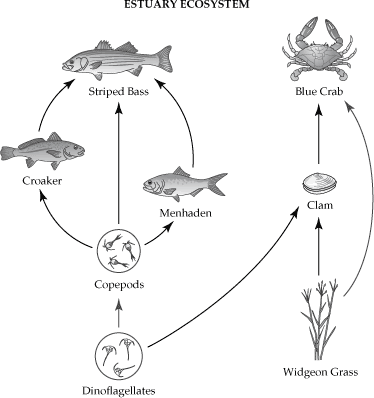 ESTUARY ECOSYSTEM
Striped Bass
Blue Crab
Croaker
Menhaden
Clam
Copepods
Widgeon Grass
Dinoflagellates